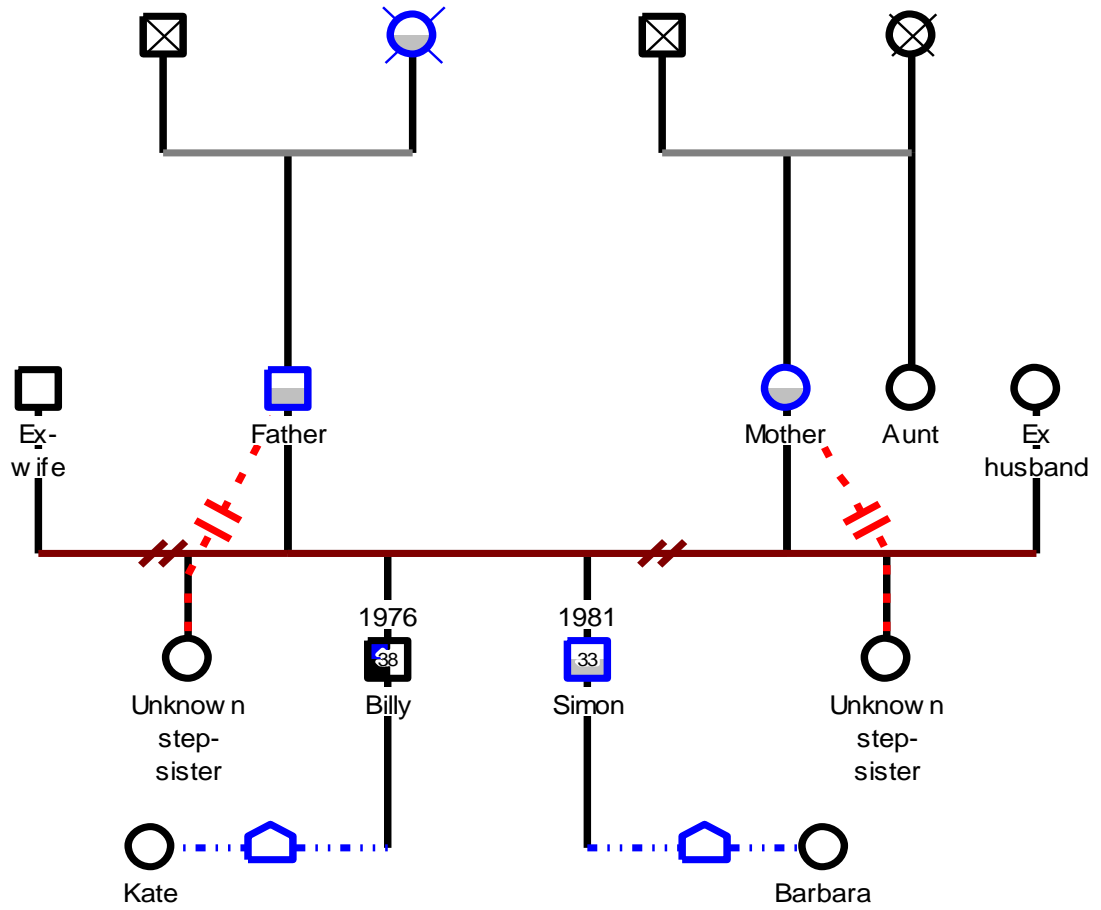 Ex-
wife
Father
Mother
Aunt
Ex
husband
1976
1981
38
33
Unknown
step-
sister
Billy
Simon
Unknown
step-
sister
Kate
Barbara